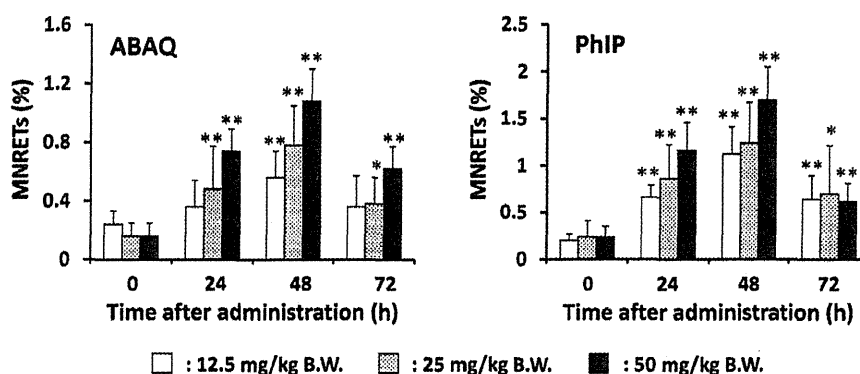 ABAQ
MNRETs (%)
1.6
1.2
0.8
0.4
0
** ** ** ** ** * **
0 24 48 72
Time after administration (h)
PhIP
MNRETs (%)
2.5
2
1.5
1
0.5
0
** ** ** ** ** ** ** * **
0 24 48 72
Time after administration (h)
: 12.5 mg/kg B.W. : 25 mg/kg B.W. : 50 mg/kg B.W.